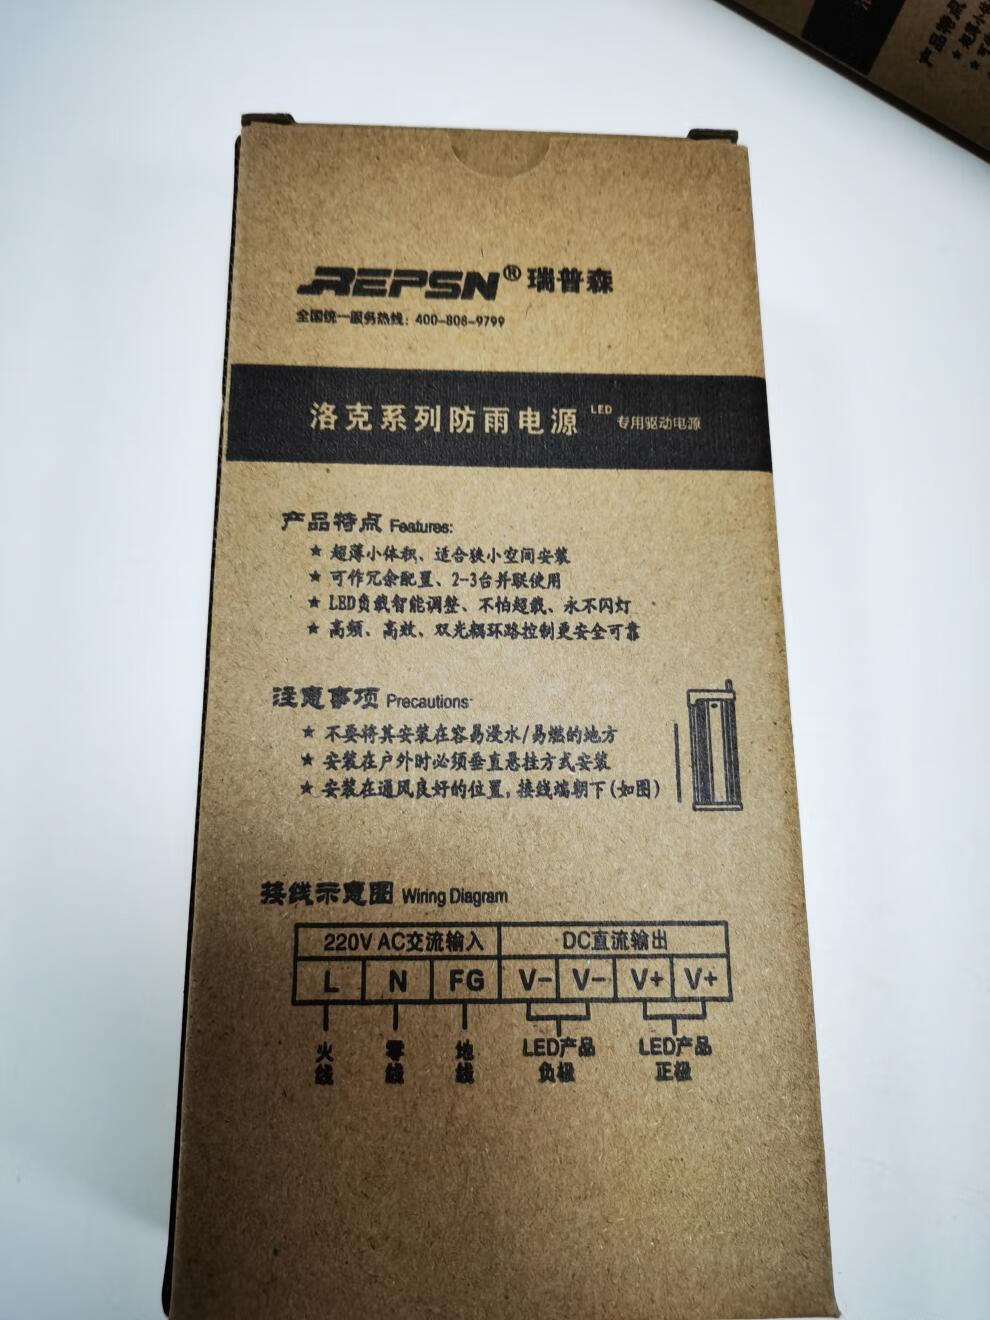 REPSN® 瑞普森
全国统一服务热线：400-808-9799
洛克系列防雨电源 LED 专用驱动电源
产品特点 Features:
★ 超薄小体积、适合狭小空间安装
★ 可作冗余配置、2-3台并联使用
★ LED负载智能调整、不怕超载、永不闪灯
★ 高频、高效、双光耦环路控制更安全可靠
注意事项 Precautions:
★ 不要将其安装在容易浸水/易燃的地方
★ 安装在户外时必须垂直悬挂方式安装
★ 安装在通风良好的位置，接线端朝下（如图）
接线示意图 Wiring Diagram
220V AC交流输入 DC直流输出
L N FG V- V- V+ V+
火线 零线 地线 LED产品负极 LED产品正极
产品特点